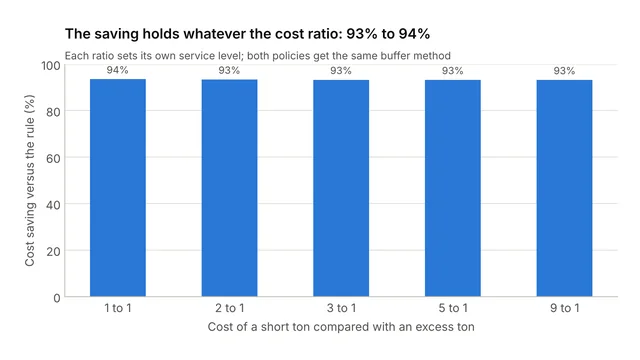 The saving holds whatever the cost ratio: 93% to 94%
Each ratio sets its own service level; both policies get the same buffer method
Cost saving versus the rule (%)
100
80
60
40
20
0
94%
93%
93%
93%
93%
1 to 1
2 to 1
3 to 1
5 to 1
9 to 1
Cost of a short ton compared with an excess ton